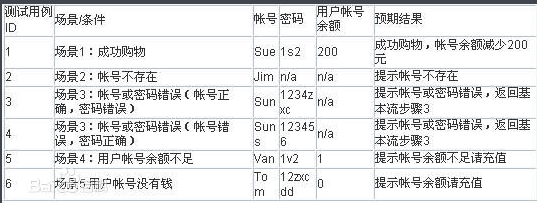 测试用例ID 场景/条件 帐号 密码 用户帐号余额 预期结果
1 场景1：成功购物 Sue 1s2 200 成功购物，帐号余额减少200元
2 场景2：帐号不存在 Jim n/a n/a 提示帐号不存在
3 场景3：帐号或密码错误（帐号正确，密码错误） Sun 1234zxc n/a 提示帐号或密码错误，返回基本流步骤3
4 场景3：帐号或密码错误（帐号错误，密码正确） Suns 123456 n/a 提示帐号或密码错误，返回基本流步骤3
5 场景4：用户帐号余额不足 Van 1v2 1 提示帐号余额不足请充值
6 场景5用户帐号没有钱 Tom 12zxcdd 0 提示帐号余额请充值